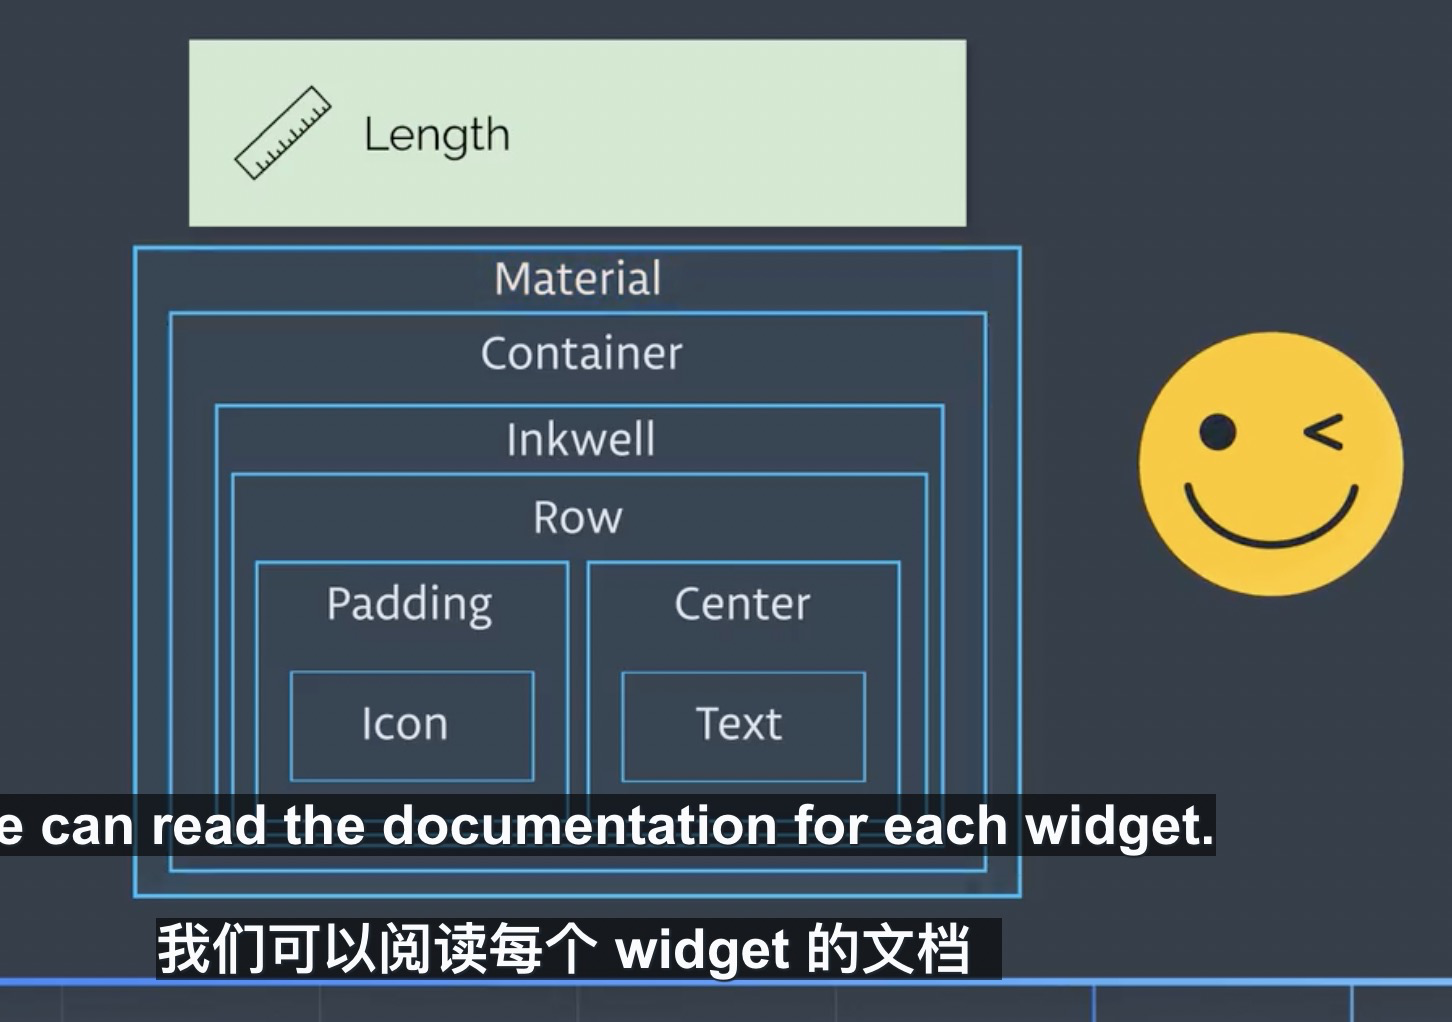 Length
Material
Container
Inkwell
Row
Padding Center
Icon Text
e can read the documentation for each widget.
我们可以阅读每个 widget 的文档